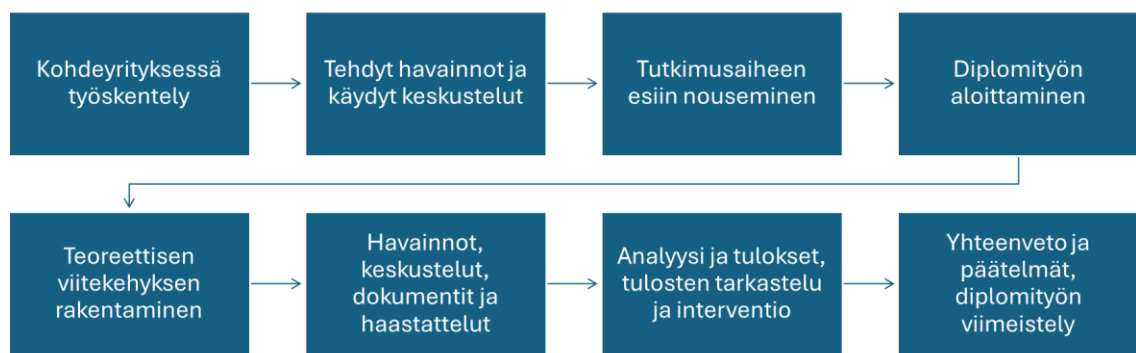 Kohdeyrityksessä
työskentely
Tehdyt havainnot ja
käydyt keskustelut
Tutkimusaiheen
esiin nouseminen
Diplomityön
aloittaminen
Teoreettisen
viitekehyksen
rakentaminen
Havainnot,
keskustelut,
dokumentit ja
haastattelut
Analyysi ja tulokset,
tulosten tarkastelu
ja interventio
Yhteenveto ja
päätelmät,
diplomityön
viimeistely